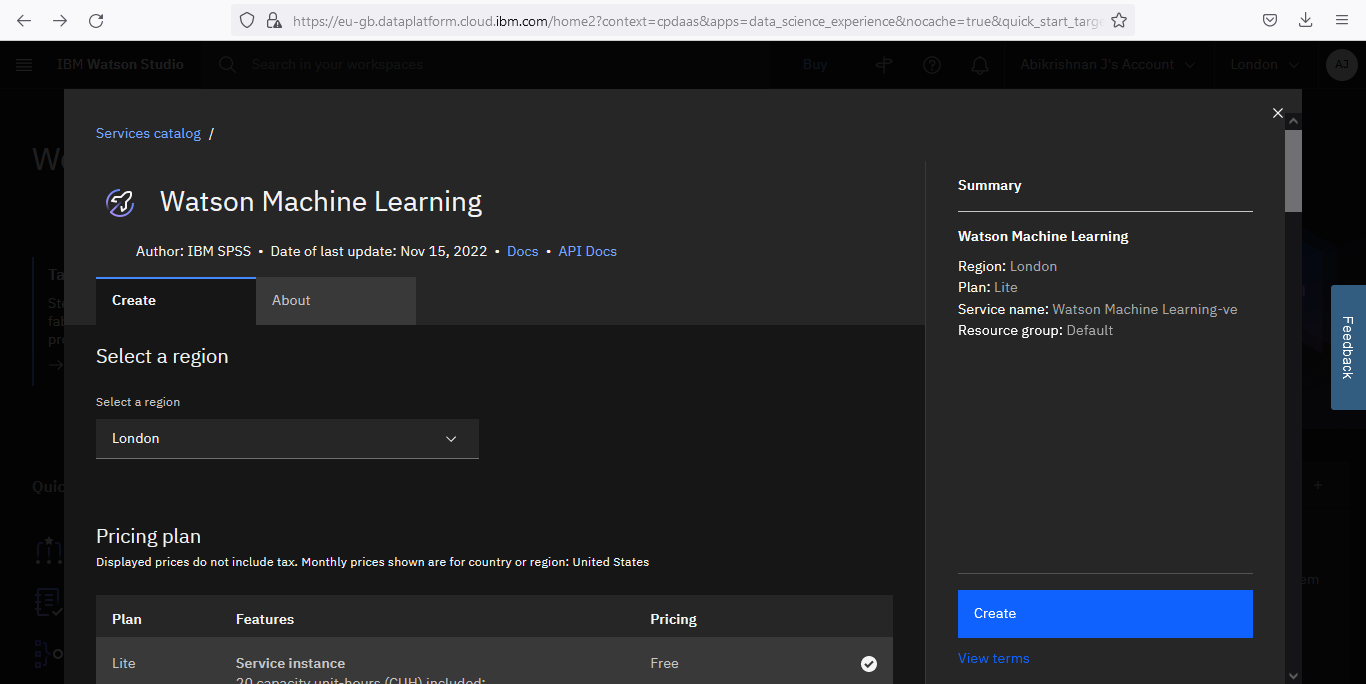 https://eu-gb.dataplatform.cloud.ibm.com/home2?context=cpdaas&apps=data_science_experience&nocache=true&quick_start_targe
IBM Watson Studio
Search in your workspaces
Buy
Abikrishnan J's Account
London
AJ
Services catalog /
Watson Machine Learning
Author: IBM SPSS • Date of last update: Nov 15, 2022 • Docs • API Docs
Create
About
Select a region
Select a region
London
Pricing plan
Displayed prices do not include tax. Monthly prices shown are for country or region: United States
Plan Features Pricing
Lite Service instance Free
20 capacity unit-hours (CUH) included:
Summary
Watson Machine Learning
Region: London
Plan: Lite
Service name: Watson Machine Learning-ve
Resource group: Default
Create
View terms
Feedback